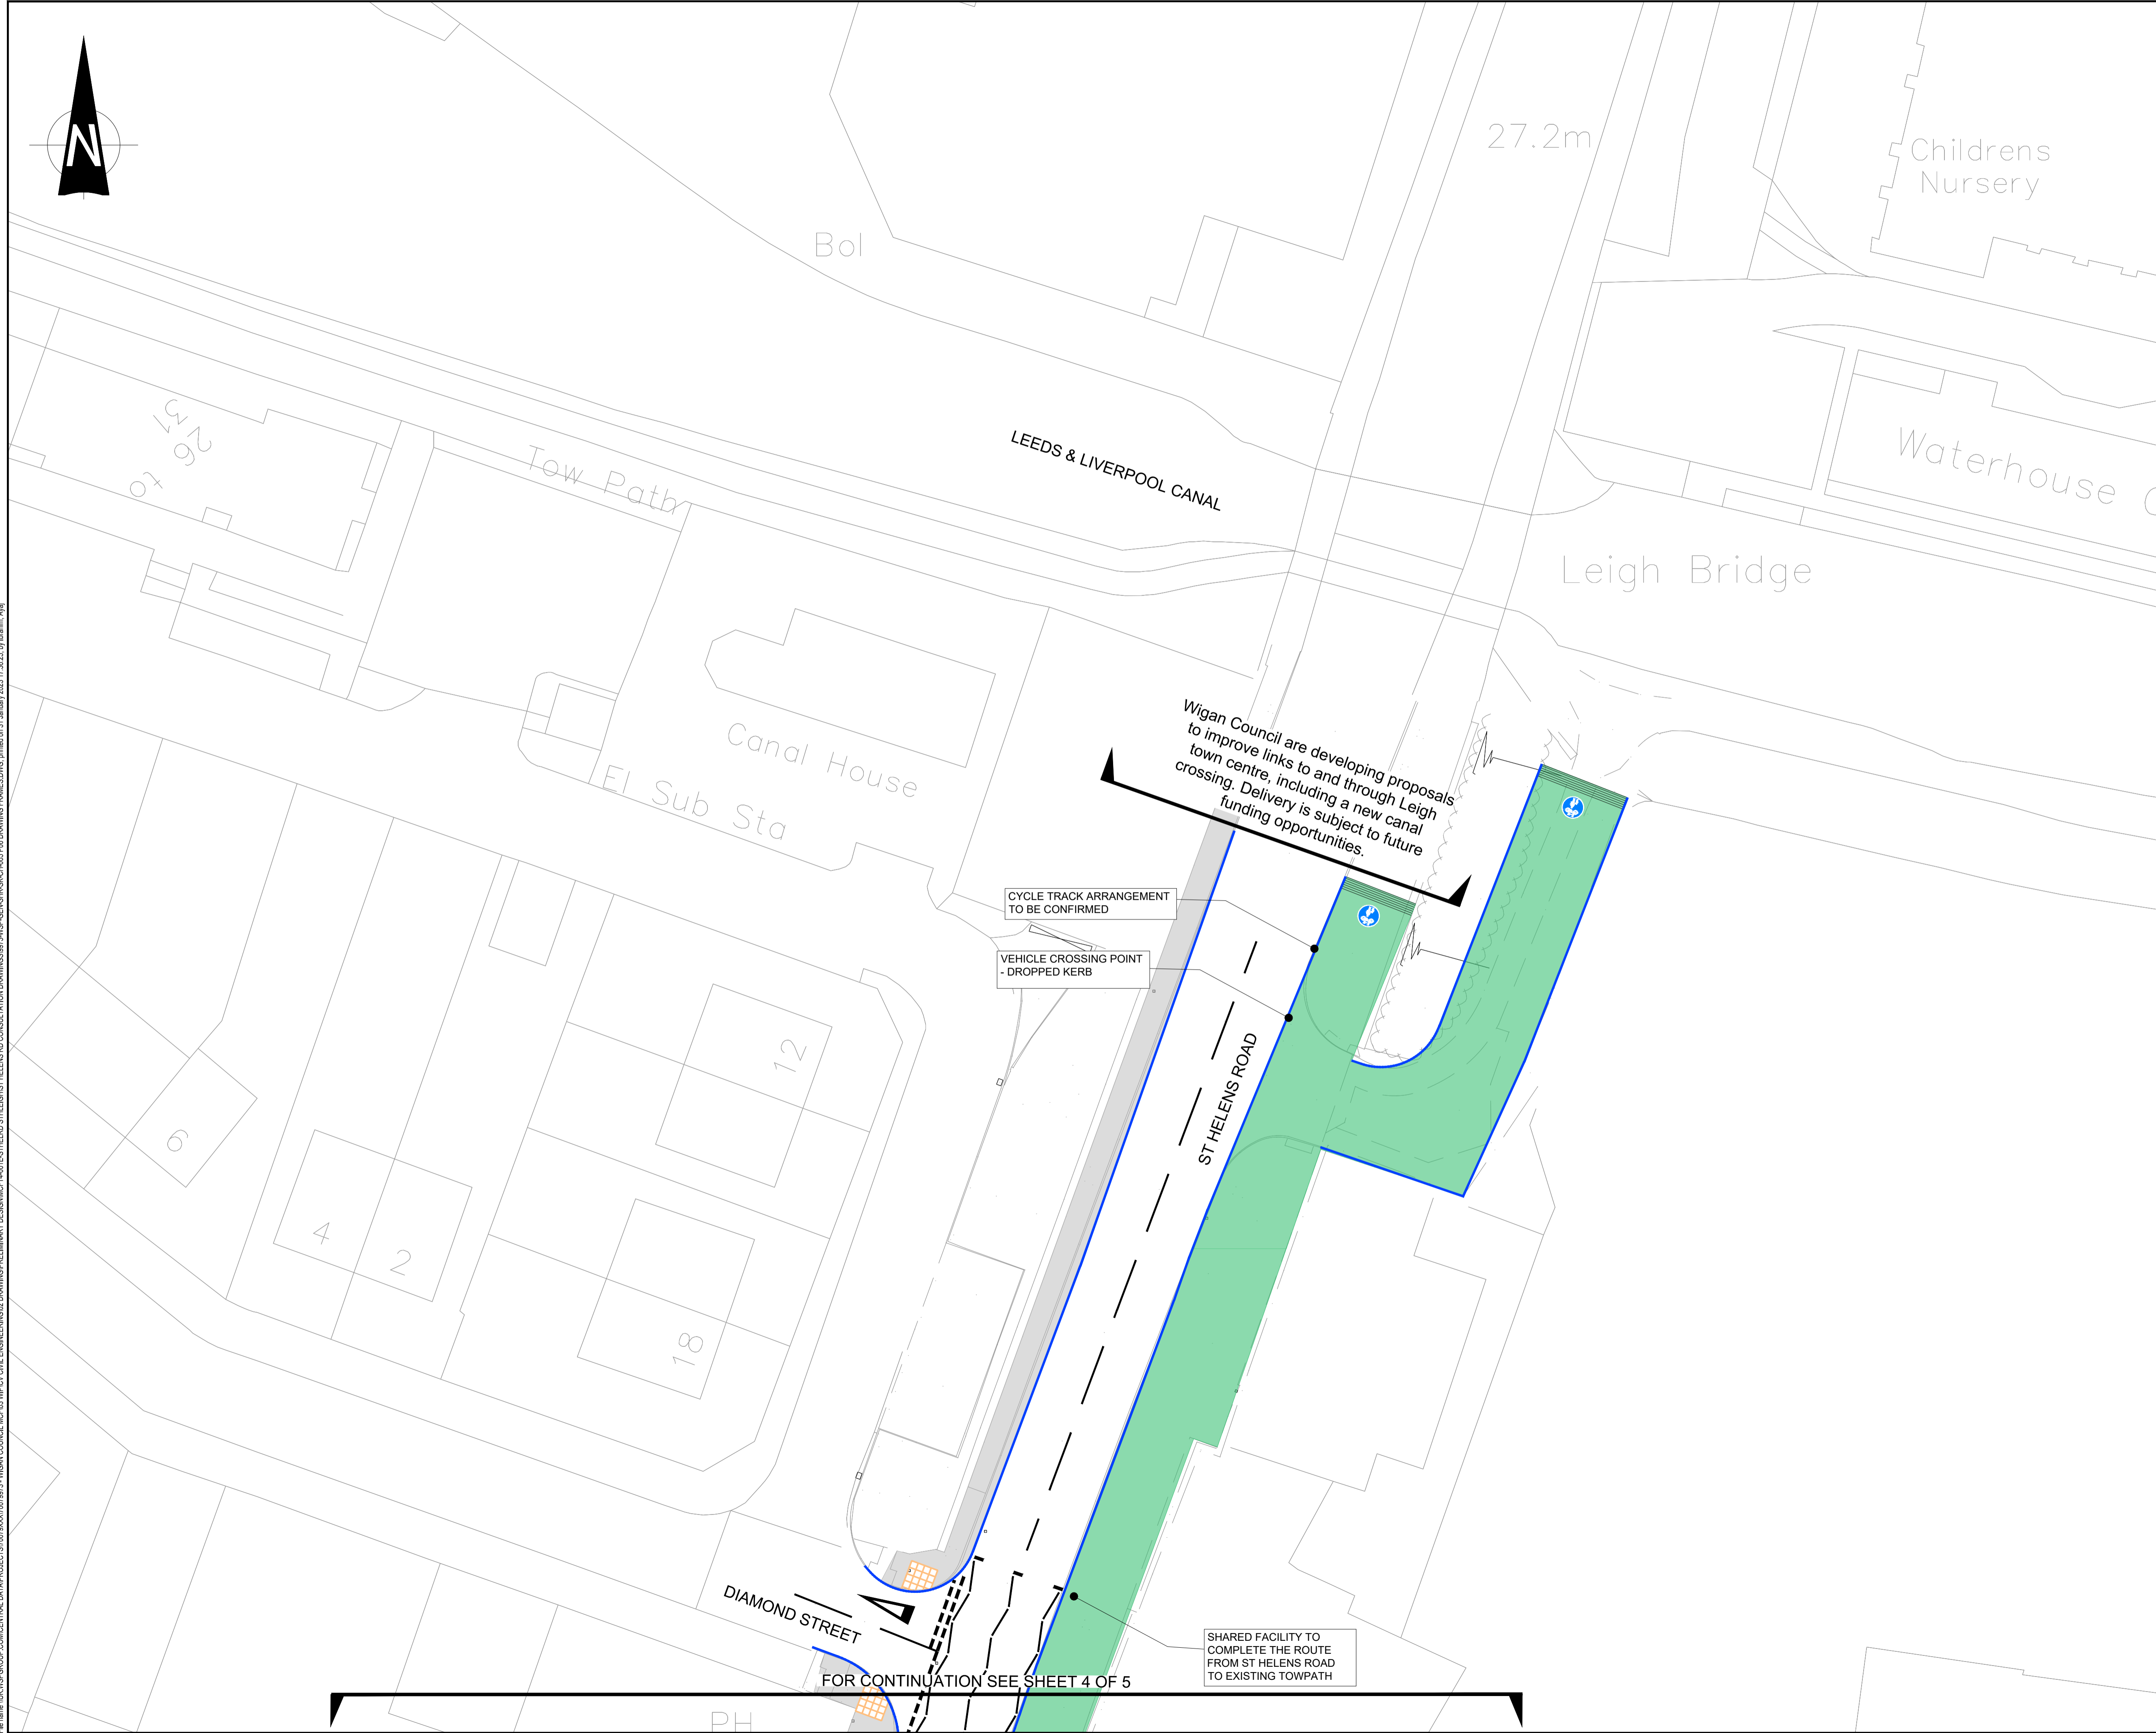 N
27.2m
Childrens
Nursery
Bol
LEEDS & LIVERPOOL CANAL
Tow Path
23
to
26
Waterhouse
Leigh Bridge
Canal House
El Sub Sta
Wigan Council are developing proposals
to improve links to and through Leigh
town centre, including a new canal
crossing. Delivery is subject to future
funding opportunities.
CYCLE TRACK ARRANGEMENT
TO BE CONFIRMED
VEHICLE CROSSING POINT
- DROPPED KERB
ST HELENS ROAD
12
6
4
2
18
DIAMOND STREET
SHARED FACILITY TO
COMPLETE THE ROUTE
FROM ST HELENS ROAD
TO EXISTING TOWPATH
FOR CONTINUATION SEE SHEET 4 OF 5
PH